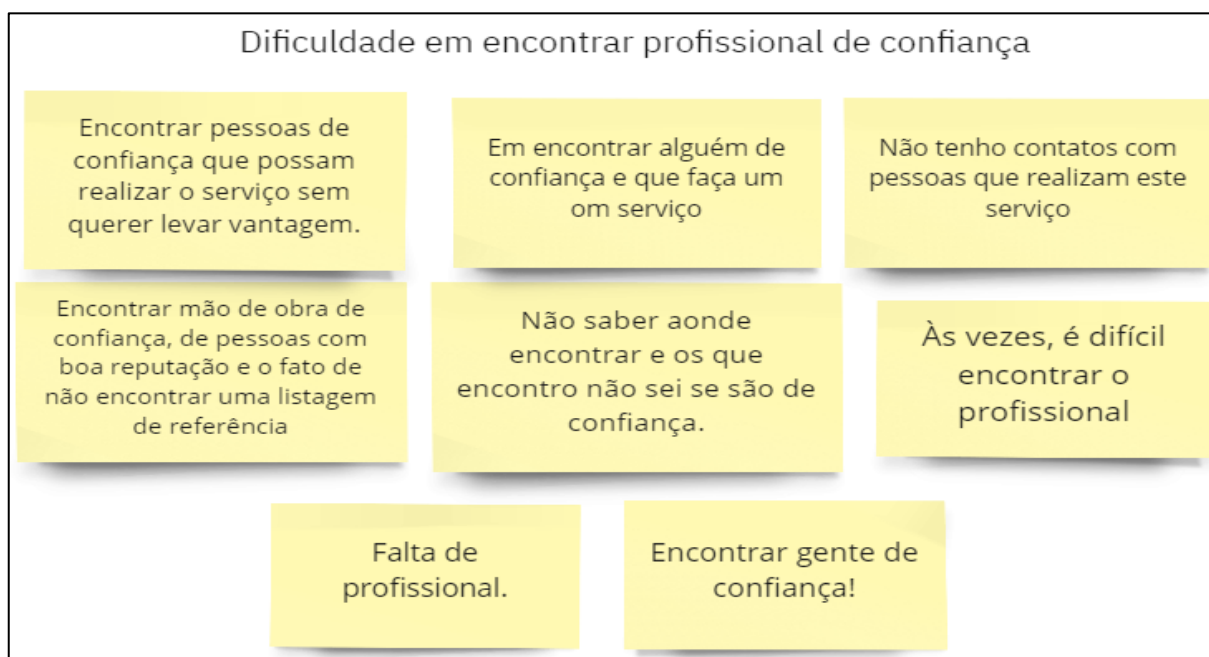 Dificuldade em encontrar profissional de confiança
Encontrar pessoas de
confiança que possam
realizar o serviço sem
querer levar vantagem.
Em encontrar alguém de
confiança e que faça um
om serviço
Não tenho contatos com
pessoas que realizam este
serviço
Encontrar mão de obra de
confiança, de pessoas com
boa reputação e o fato de
não encontrar uma listagem
de referência
Não saber aonde
encontrar e os que
encontro não sei se são de
confiança.
Às vezes, é difícil
encontrar o
profissional
Falta de
profissional.
Encontrar gente de
confiança!